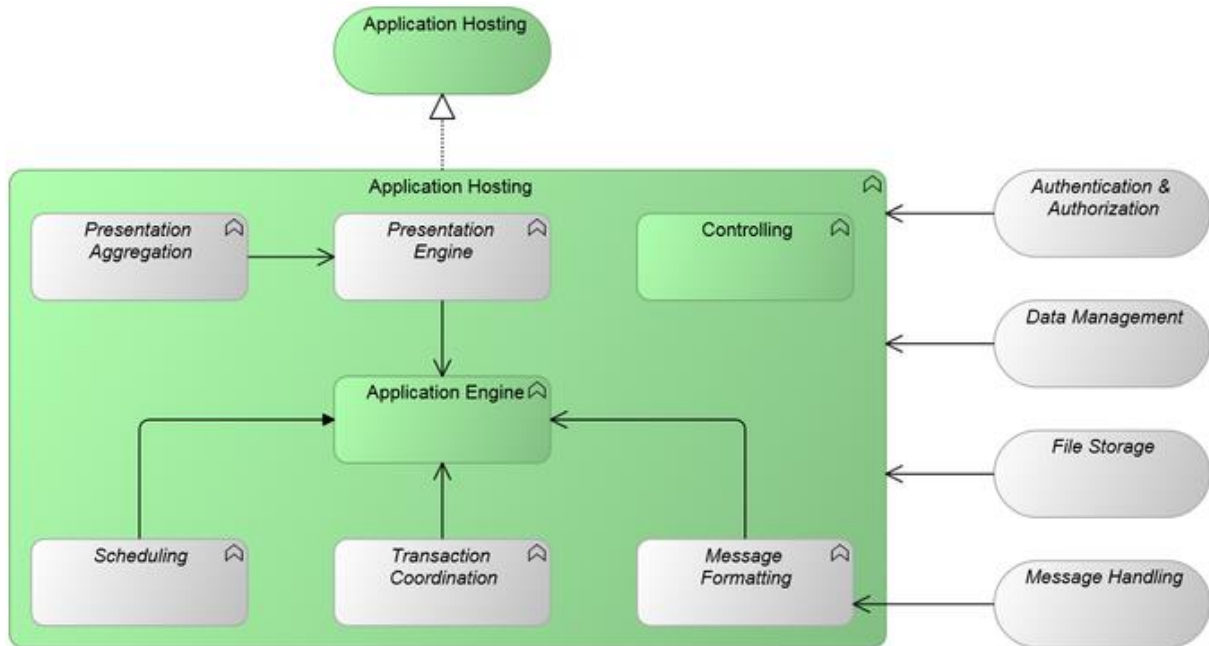 Application Hosting
Application Hosting
Presentation
Aggregation
Presentation
Engine
Controlling
Application Engine
Scheduling
Transaction
Coordination
Message
Formatting
Authentication &
Authorization
Data Management
File Storage
Message Handling